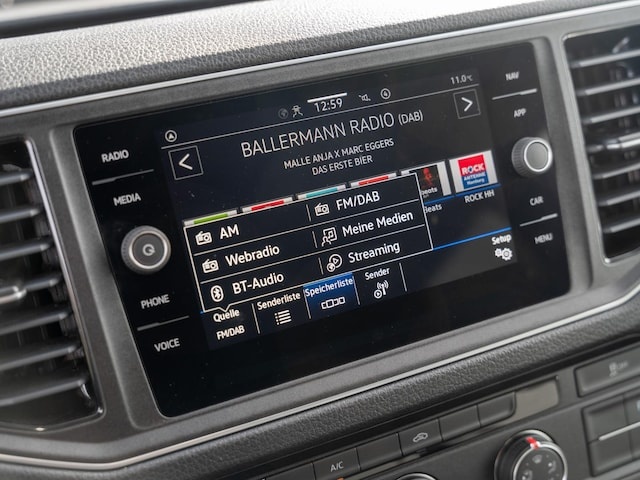 12:59
11.0°C
BALLERMANN RADIO (DAB)
MALLE ANJA X MARC EGGERS
DAS ERSTE BIER
RADIO
MEDIA
PHONE
VOICE
NAV
APP
CAR
MENU
ROCK
ANTENNE
Hamburg
ROCK HH
AM
FM/DAB
Webradio
Meine Medien
BT-Audio
Streaming
Quelle
FM/DAB
Senderliste
Speicherliste
Sender
Setup
A/C